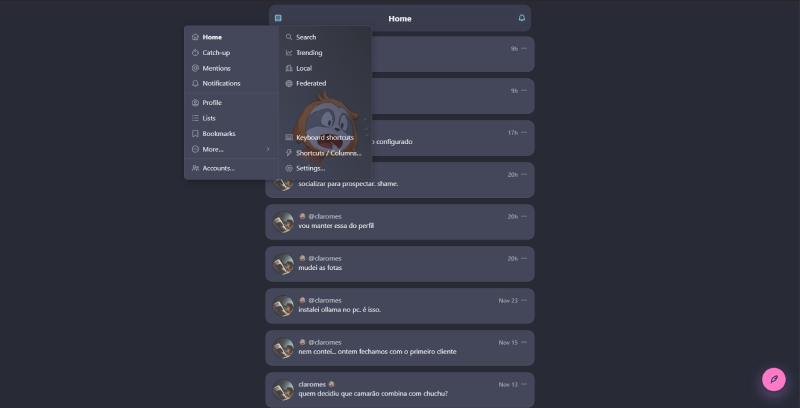 Home
Home
Catch-up
Mentions
Notifications
Profile
Lists
Bookmarks
More...
Accounts...
Search
Trending
Local
Federated
Keyboard shortcuts
Shortcuts / Columns...
Settings...
9h
9h
17h
o configurado
20h
socializar para prospectar. shame.
@claromes 20h
vou manter essa do perfil
@claromes 20h
mudei as fotas
@claromes Nov 23
instalei ollama no pc. é isso.
@claromes Nov 15
nem contei... ontem fechamos com o primeiro cliente
claromes Nov 13
quem decidiu que camarão combina com chuchu?